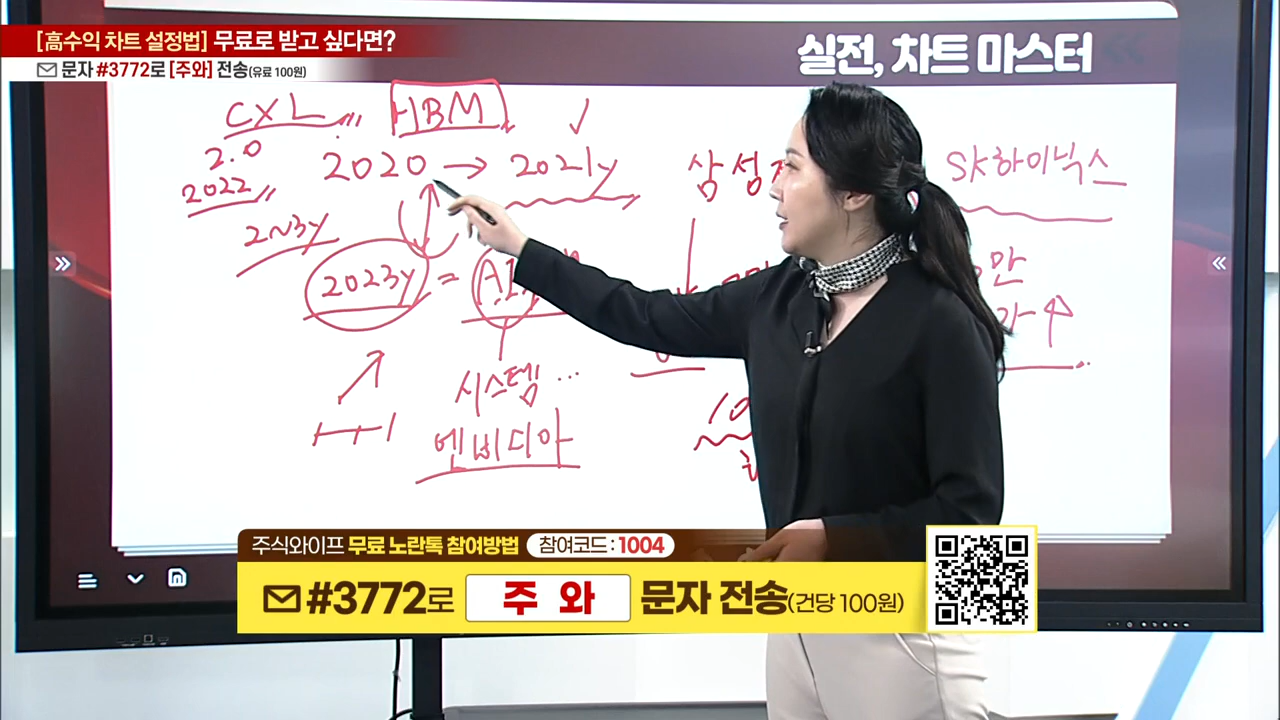 [高수익 차트 설정법] 무료로 받고 싶다면?
문자 #3772로 [주와] 전송(유료 100원)
실전, 차트 마스터
CXL
HBM
2.0
2022
2020 → 2021y
삼성
SK하이닉스
2~3y
2023y =
만
↑
시스템 ...
엔비디아
10
주식와이프 무료 노란톡 참여방법 참여코드 : 1004
#3772로 주 와 문자 전송(건당 100원)